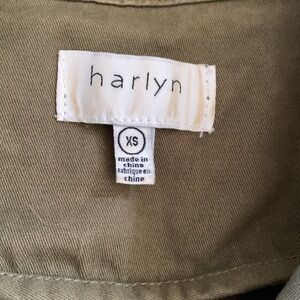 harlyn
XS
made in
china
fabriqué en
chine